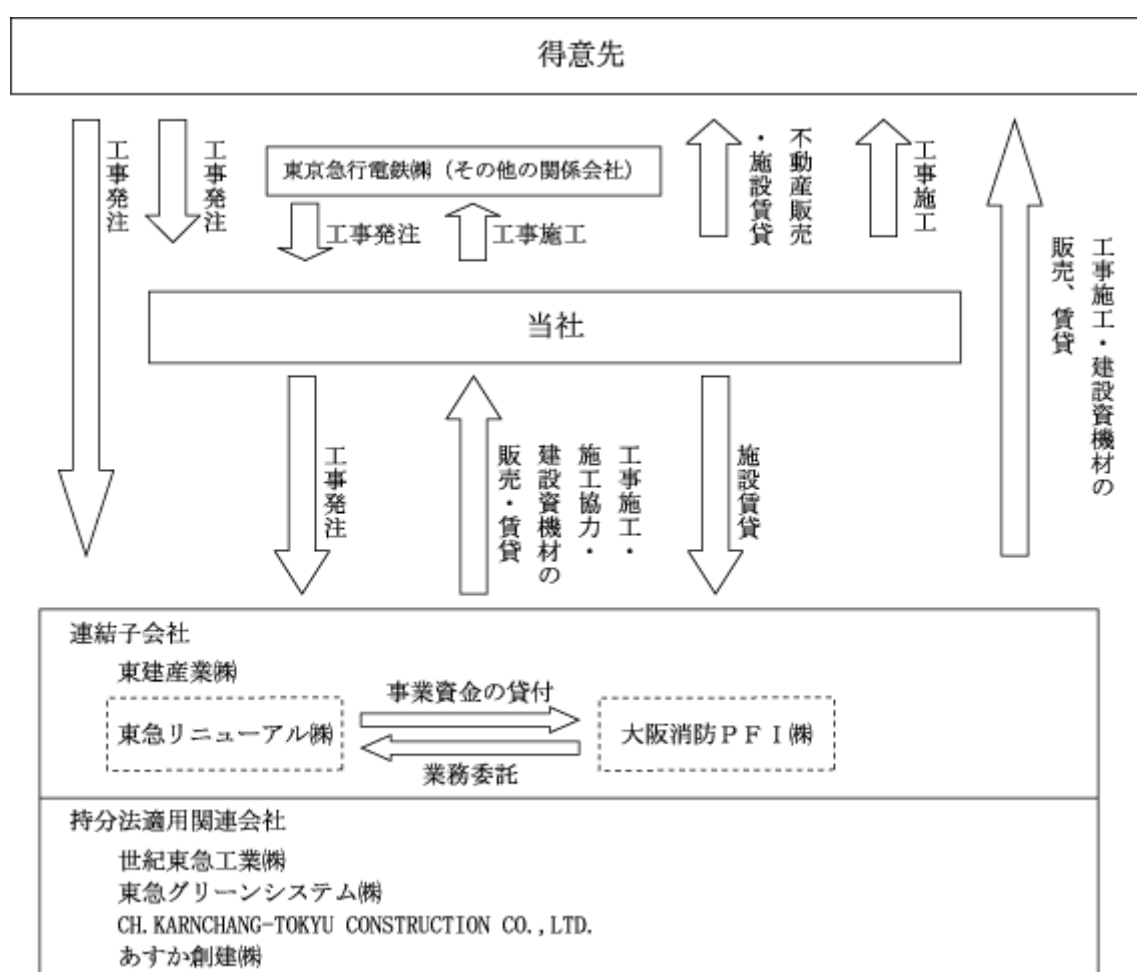 得意先
工事発注
工事発注
東京急行電鉄㈱（その他の関係会社）
工事発注
工事施工
不動産販売
・施設賃貸
工事施工
工事施工・建設資機材の
販売、賃貸
当社
工事発注
工事施工・
施工協力・
建設資機材の
販売・賃貸
施設賃貸
連結子会社
東建産業㈱
東急リニューアル㈱
事業資金の貸付
業務委託
大阪消防ＰＦＩ㈱
持分法適用関連会社
世紀東急工業㈱
東急グリーンシステム㈱
CH.KARNCHANG-TOKYU CONSTRUCTION CO.,LTD.
あすか創建㈱